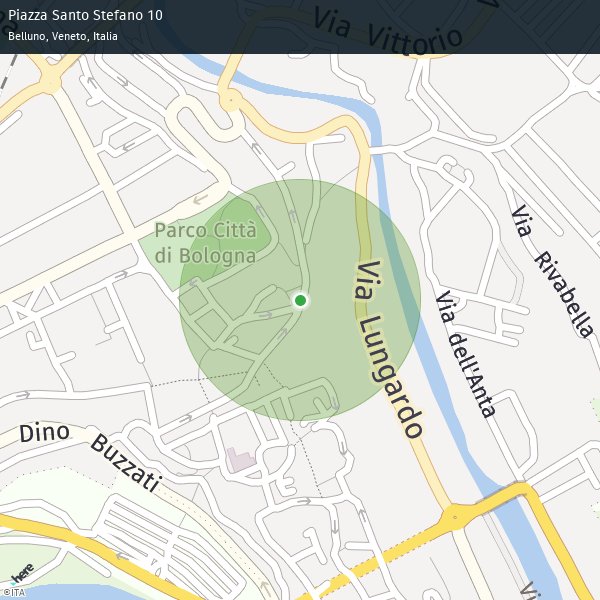 Piazza Santo Stefano 10
Belluno, Veneto, Italia
Via Vittorio
Parco Città
di Bologna
Via Rivabella
Via Lungardo
Via dell'Anta
Dino Buzzati
here
©ITA
Vi